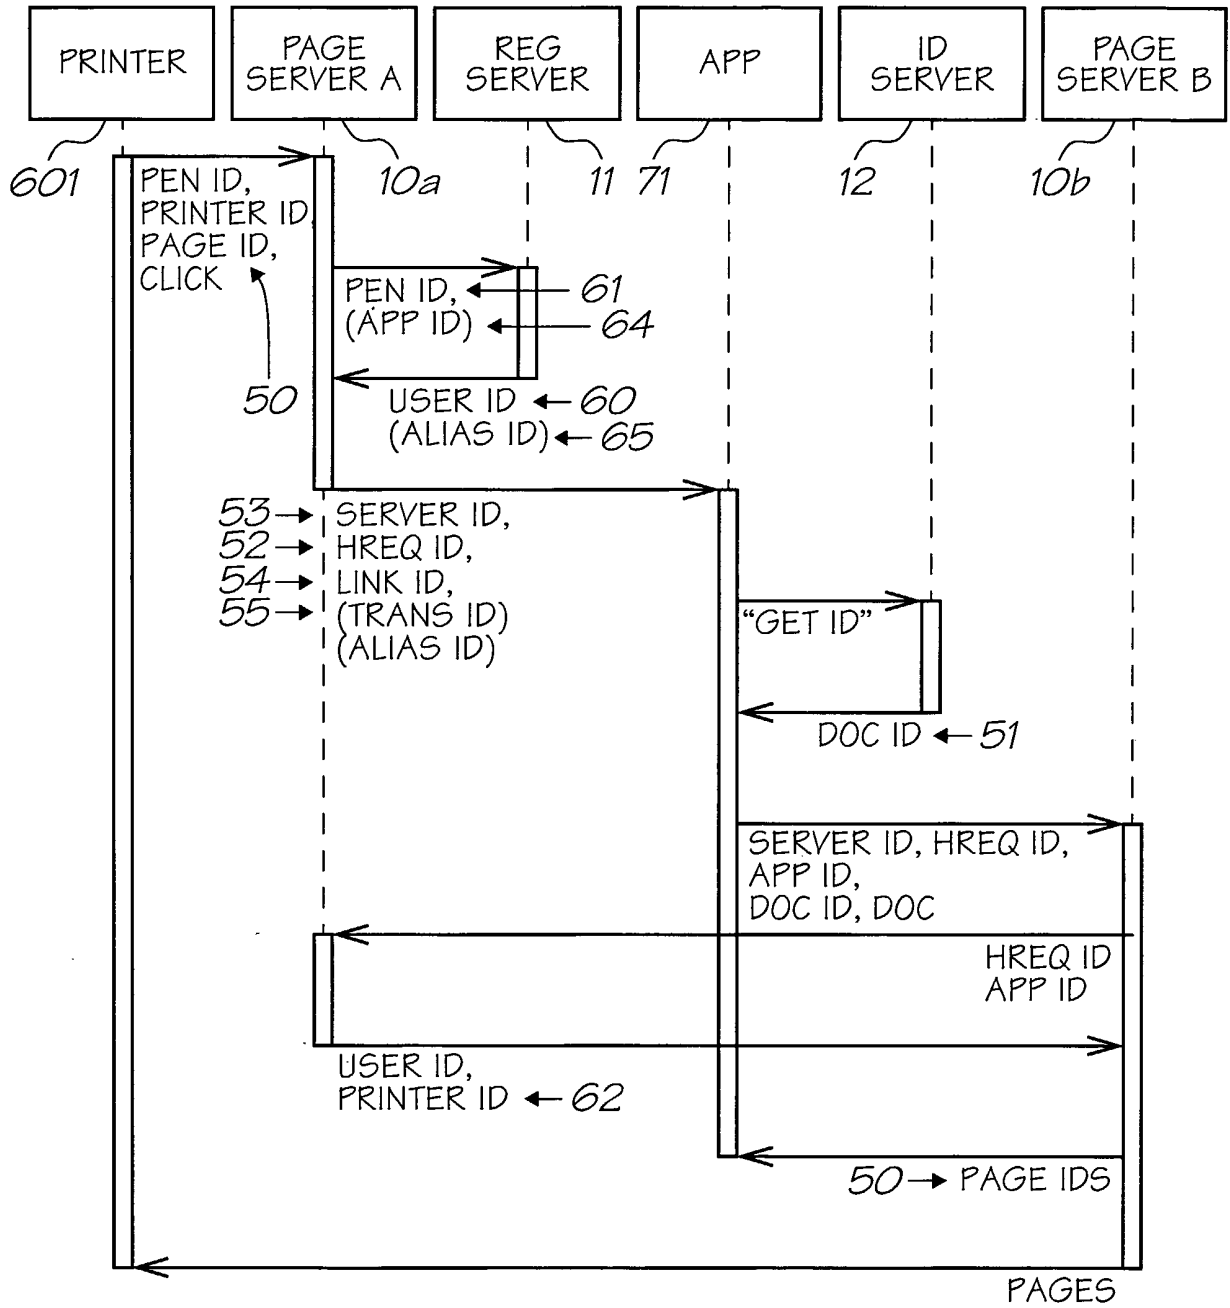 PRINTER
PAGE
SERVER A
REG
SERVER
APP
ID
SERVER
PAGE
SERVER B
601
10a
11
71
12
10b
PEN ID,
PRINTER ID,
PAGE ID,
CLICK
50
PEN ID,
61
(APP ID)
64
USER ID
60
(ALIAS ID)
65
53
SERVER ID,
52
HREQ ID,
54
LINK ID,
55
(TRANS ID)
(ALIAS ID)
"GET ID"
DOC ID
51
SERVER ID, HREQ ID,
APP ID,
DOC ID, DOC
HREQ ID
APP ID
USER ID,
PRINTER ID
62
50
PAGE IDS
PAGES